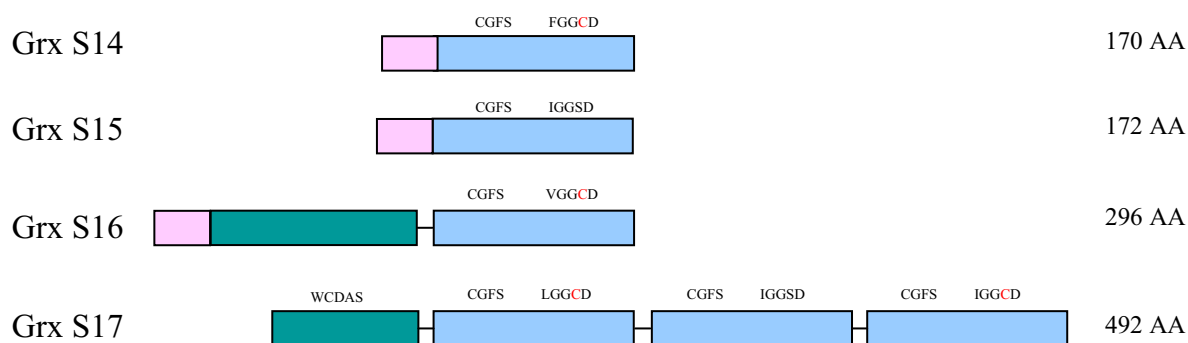 CGFS FGGCD
Grx S14 170 AA
CGFS IGGSD
Grx S15 172 AA
CGFS VGGCD
Grx S16 296 AA
WCDAS CGFS LGGCD CGFS IGGSD CGFS IGGCD
Grx S17 492 AA